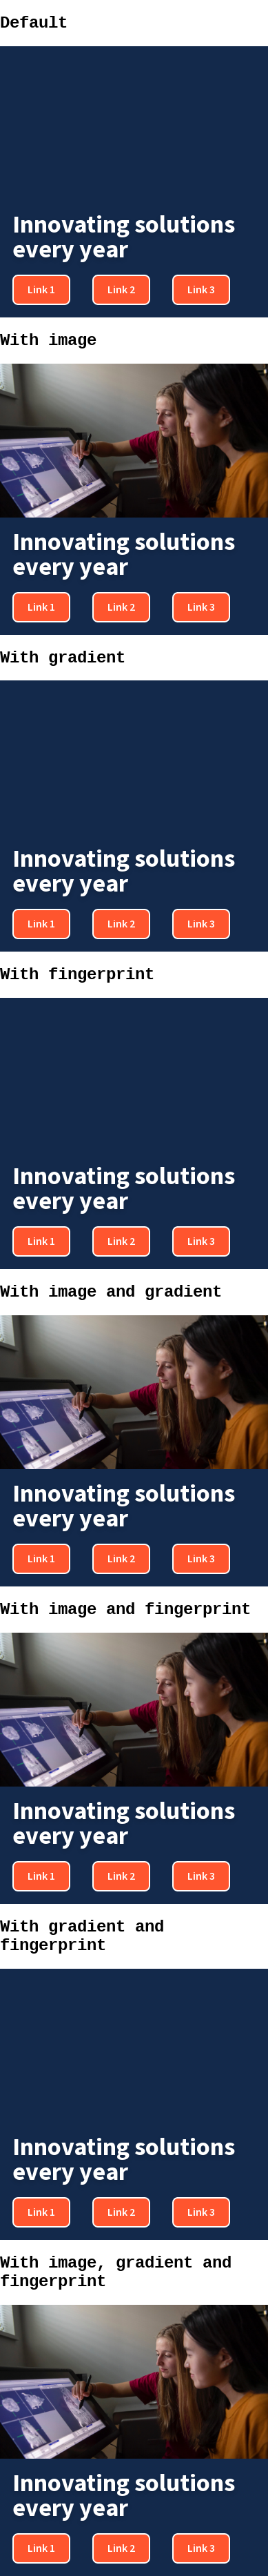 Default
Innovating solutions
every year
Link 1 Link 2 Link 3
With image
Innovating solutions
every year
Link 1 Link 2 Link 3
With gradient
Innovating solutions
every year
Link 1 Link 2 Link 3
With fingerprint
Innovating solutions
every year
Link 1 Link 2 Link 3
With image and gradient
Innovating solutions
every year
Link 1 Link 2 Link 3
With image and fingerprint
Innovating solutions
every year
Link 1 Link 2 Link 3
With gradient and
fingerprint
Innovating solutions
every year
Link 1 Link 2 Link 3
With image, gradient and
fingerprint
Innovating solutions
every year
Link 1 Link 2 Link 3